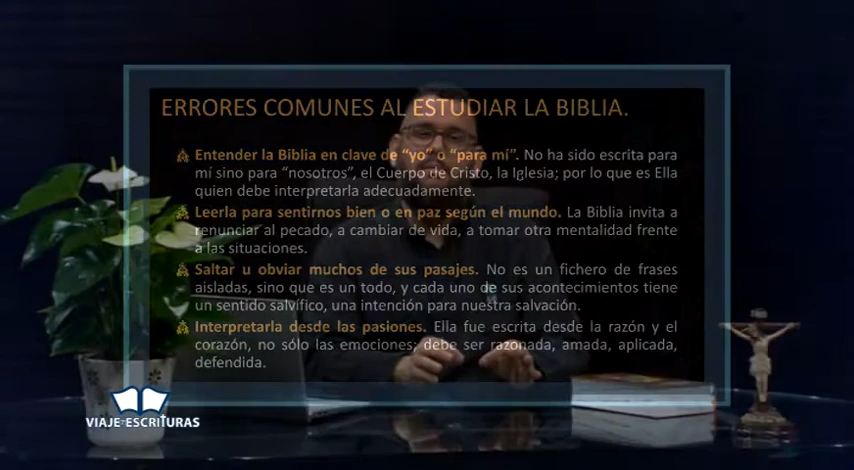 ERRORES COMUNES AL ESTUDIAR LA BIBLIA.
Entender la Biblia en clave de “yo” o “para mí”. No ha sido escrita para
mí sino para “nosotros”, el Cuerpo de Cristo, la Iglesia; por lo que es Ella
quien debe interpretarla adecuadamente.
Leerla para sentirnos bien o en paz según el mundo. La Biblia invita a
renunciar al pecado, a cambiar de vida, a tomar otra mentalidad frente
a las situaciones.
Saltar u obviar muchos de sus pasajes. No es un fichero de frases
aisladas, sino que es un todo, y cada uno de sus acontecimientos tiene
un sentido salvífico, una intención para nuestra salvación.
Interpretarla desde las pasiones. Ella fue escrita desde la razón y el
corazón, no sólo las emociones; debe ser razonada, amada, aplicada,
defendida.
VIAJE-ESCRITURAS